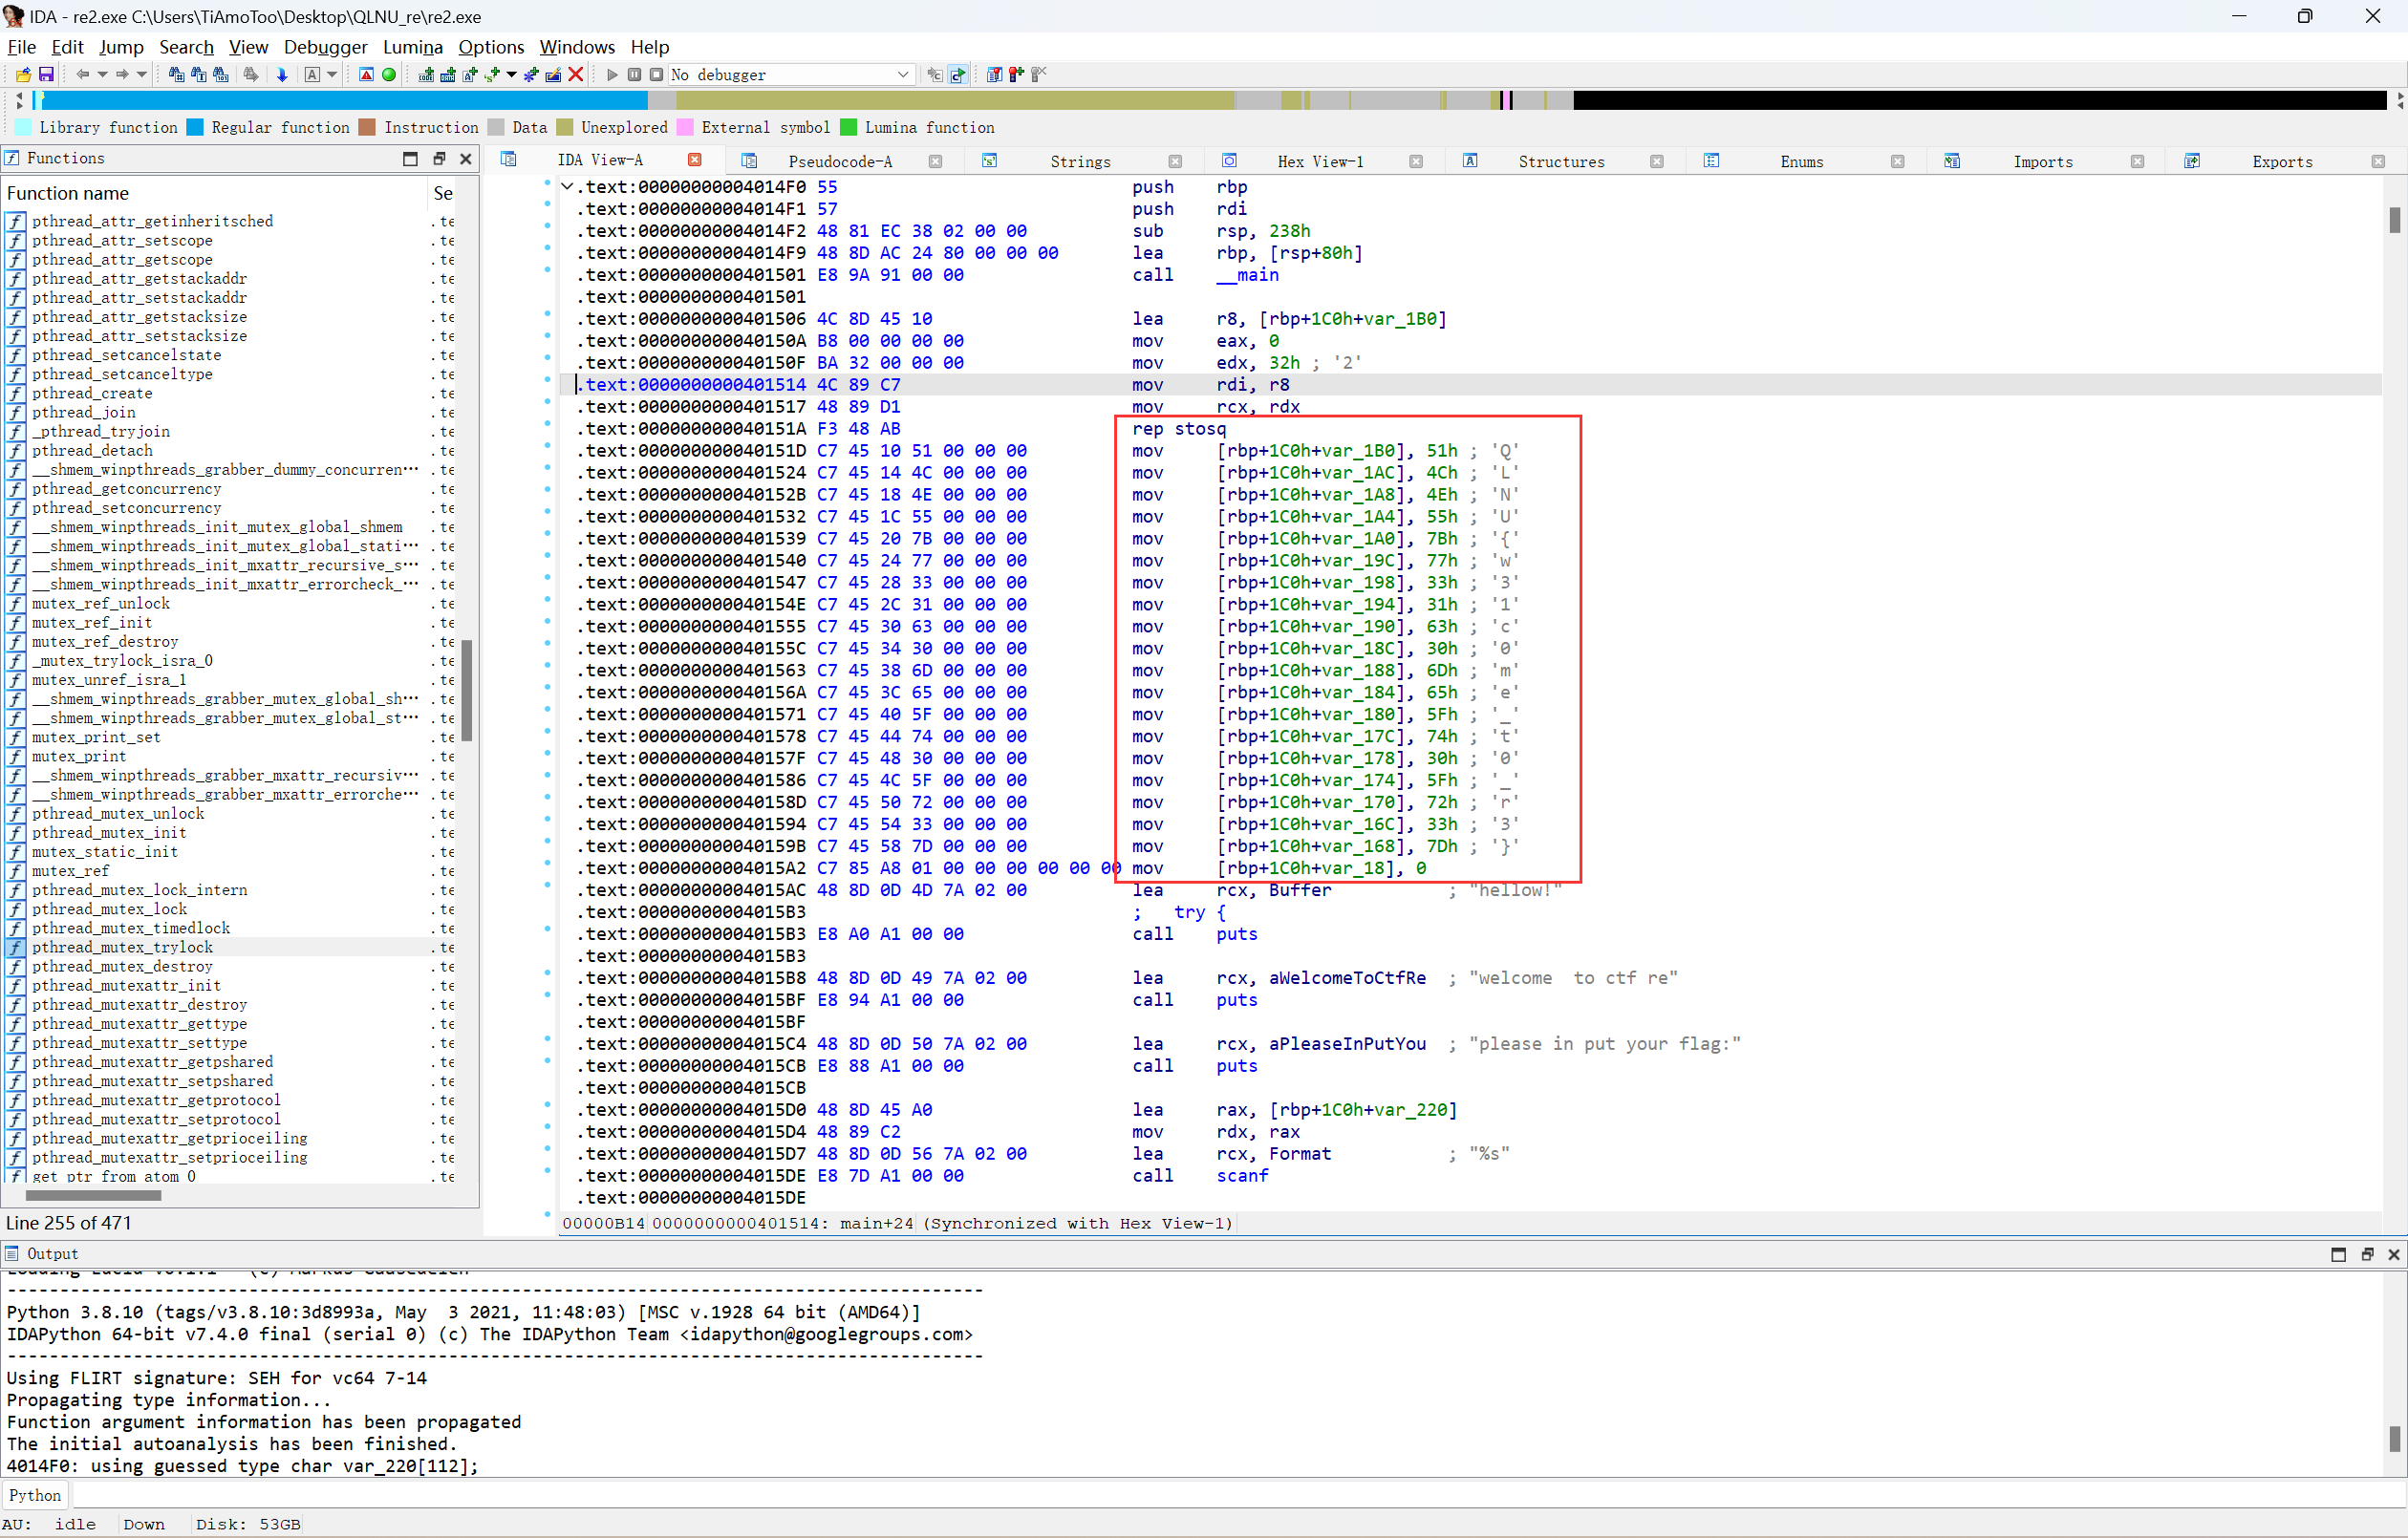 IDA - re2.exe C:\Users\TiAmoToo\Desktop\QLNU_re\re2.exe
File Edit Jump Search View Debugger Lumina Options Windows Help
No debugger
Library function Regular function Instruction Data Unexplored External symbol Lumina function
Functions
Function name Se
pthread_attr_getinheritsched .te
pthread_attr_setscope .te
pthread_attr_getscope .te
pthread_attr_getstackaddr .te
pthread_attr_setstackaddr .te
pthread_attr_getstacksize .te
pthread_attr_setstacksize .te
pthread_setcancelstate .te
pthread_setcanceltype .te
pthread_create .te
pthread_join .te
_pthread_tryjoin .te
pthread_detach .te
__shmem_winpthreads_grabber_dummy_concurren··· .te
pthread_getconcurrency .te
pthread_setconcurrency .te
__shmem_winpthreads_init_mutex_global_shmem .te
__shmem_winpthreads_init_mutex_global_stati··· .te
__shmem_winpthreads_init_mxattr_recursive_s··· .te
__shmem_winpthreads_init_mxattr_errorcheck_··· .te
mutex_ref_unlock .te
mutex_ref_init .te
mutex_ref_destroy .te
_mutex_trylock_isra_0 .te
mutex_unref_isra_1 .te
__shmem_winpthreads_grabber_mutex_global_sh··· .te
__shmem_winpthreads_grabber_mutex_global_st··· .te
mutex_print_set .te
mutex_print .te
__shmem_winpthreads_grabber_mxattr_recursiv··· .te
__shmem_winpthreads_grabber_mxattr_errorche··· .te
pthread_mutex_unlock .te
pthread_mutex_init .te
mutex_static_init .te
mutex_ref .te
pthread_mutex_lock_intern .te
pthread_mutex_lock .te
pthread_mutex_timedlock .te
pthread_mutex_trylock .te
pthread_mutex_destroy .te
pthread_mutexattr_init .te
pthread_mutexattr_destroy .te
pthread_mutexattr_gettype .te
pthread_mutexattr_settype .te
pthread_mutexattr_getpshared .te
pthread_mutexattr_setpshared .te
pthread_mutexattr_getprotocol .te
pthread_mutexattr_setprotocol .te
pthread_mutexattr_getprioceiling .te
pthread_mutexattr_setprioceiling .te
get_ptr_from_atom_0 .te
Line 255 of 471
IDA View-A Pseudocode-A Strings Hex View-1 Structures Enums Imports Exports
.text:00000000004014F0 55 push rbp
.text:00000000004014F1 57 push rdi
.text:00000000004014F2 48 81 EC 38 02 00 00 sub rsp, 238h
.text:00000000004014F9 48 8D AC 24 80 00 00 00 lea rbp, [rsp+80h]
.text:0000000000401501 E8 9A 91 00 00 call __main
.text:0000000000401501
.text:0000000000401506 4C 8D 45 10 lea r8, [rbp+1C0h+var_1B0]
.text:000000000040150A B8 00 00 00 00 mov eax, 0
.text:000000000040150F BA 32 00 00 00 mov edx, 32h ; '2'
.text:0000000000401514 4C 89 C7 mov rdi, r8
.text:0000000000401517 48 89 D1 mov rcx, rdx
.text:000000000040151A F3 48 AB rep stosq
.text:000000000040151D C7 45 10 51 00 00 00 mov [rbp+1C0h+var_1B0], 51h ; 'Q'
.text:0000000000401524 C7 45 14 4C 00 00 00 mov [rbp+1C0h+var_1AC], 4Ch ; 'L'
.text:000000000040152B C7 45 18 4E 00 00 00 mov [rbp+1C0h+var_1A8], 4Eh ; 'N'
.text:0000000000401532 C7 45 1C 55 00 00 00 mov [rbp+1C0h+var_1A4], 55h ; 'U'
.text:0000000000401539 C7 45 20 7B 00 00 00 mov [rbp+1C0h+var_1A0], 7Bh ; '{'
.text:0000000000401540 C7 45 24 77 00 00 00 mov [rbp+1C0h+var_19C], 77h ; 'w'
.text:0000000000401547 C7 45 28 33 00 00 00 mov [rbp+1C0h+var_198], 33h ; '3'
.text:000000000040154E C7 45 2C 31 00 00 00 mov [rbp+1C0h+var_194], 31h ; '1'
.text:0000000000401555 C7 45 30 63 00 00 00 mov [rbp+1C0h+var_190], 63h ; 'c'
.text:000000000040155C C7 45 34 30 00 00 00 mov [rbp+1C0h+var_18C], 30h ; '0'
.text:0000000000401563 C7 45 38 6D 00 00 00 mov [rbp+1C0h+var_188], 6Dh ; 'm'
.text:000000000040156A C7 45 3C 65 00 00 00 mov [rbp+1C0h+var_184], 65h ; 'e'
.text:0000000000401571 C7 45 40 5F 00 00 00 mov [rbp+1C0h+var_180], 5Fh ; '_'
.text:0000000000401578 C7 45 44 74 00 00 00 mov [rbp+1C0h+var_17C], 74h ; 't'
.text:000000000040157F C7 45 48 30 00 00 00 mov [rbp+1C0h+var_178], 30h ; '0'
.text:0000000000401586 C7 45 4C 5F 00 00 00 mov [rbp+1C0h+var_174], 5Fh ; '_'
.text:000000000040158D C7 45 50 72 00 00 00 mov [rbp+1C0h+var_170], 72h ; 'r'
.text:0000000000401594 C7 45 54 33 00 00 00 mov [rbp+1C0h+var_16C], 33h ; '3'
.text:000000000040159B C7 45 58 7D 00 00 00 mov [rbp+1C0h+var_168], 7Dh ; '}'
.text:00000000004015A2 C7 85 A8 01 00 00 00 00 00 00 mov [rbp+1C0h+var_18], 0
.text:00000000004015AC 48 8D 0D 4D 7A 02 00 lea rcx, Buffer ; "hellow!"
.text:00000000004015B3 ; try {
.text:00000000004015B3 E8 A0 A1 00 00 call puts
.text:00000000004015B3
.text:00000000004015B8 48 8D 0D 49 7A 02 00 lea rcx, aWelcomeToCtfRe ; "welcome  to ctf re"
.text:00000000004015BF E8 94 A1 00 00 call puts
.text:00000000004015BF
.text:00000000004015C4 48 8D 0D 50 7A 02 00 lea rcx, aPleaseInPutYou ; "please in put your flag:"
.text:00000000004015CB E8 88 A1 00 00 call puts
.text:00000000004015CB
.text:00000000004015D0 48 8D 45 A0 lea rax, [rbp+1C0h+var_220]
.text:00000000004015D4 48 89 C2 mov rdx, rax
.text:00000000004015D7 48 8D 0D 56 7A 02 00 lea rcx, Format ; "%s"
.text:00000000004015DE E8 7D A1 00 00 call scanf
.text:00000000004015DE
00000B14 0000000000401514: main+24 (Synchronized with Hex View-1)
Output
---------------------------------------------------------------------------------------------
Python 3.8.10 (tags/v3.8.10:3d8993a, May  3 2021, 11:48:03) [MSC v.1928 64 bit (AMD64)]
IDAPython 64-bit v7.4.0 final (serial 0) (c) The IDAPython Team <idapython@googlegroups.com>
---------------------------------------------------------------------------------------------
Using FLIRT signature: SEH for vc64 7-14
Propagating type information...
Function argument information has been propagated
The initial autoanalysis has been finished.
4014F0: using guessed type char var_220[112];
Python
AU: idle Down Disk: 53GB